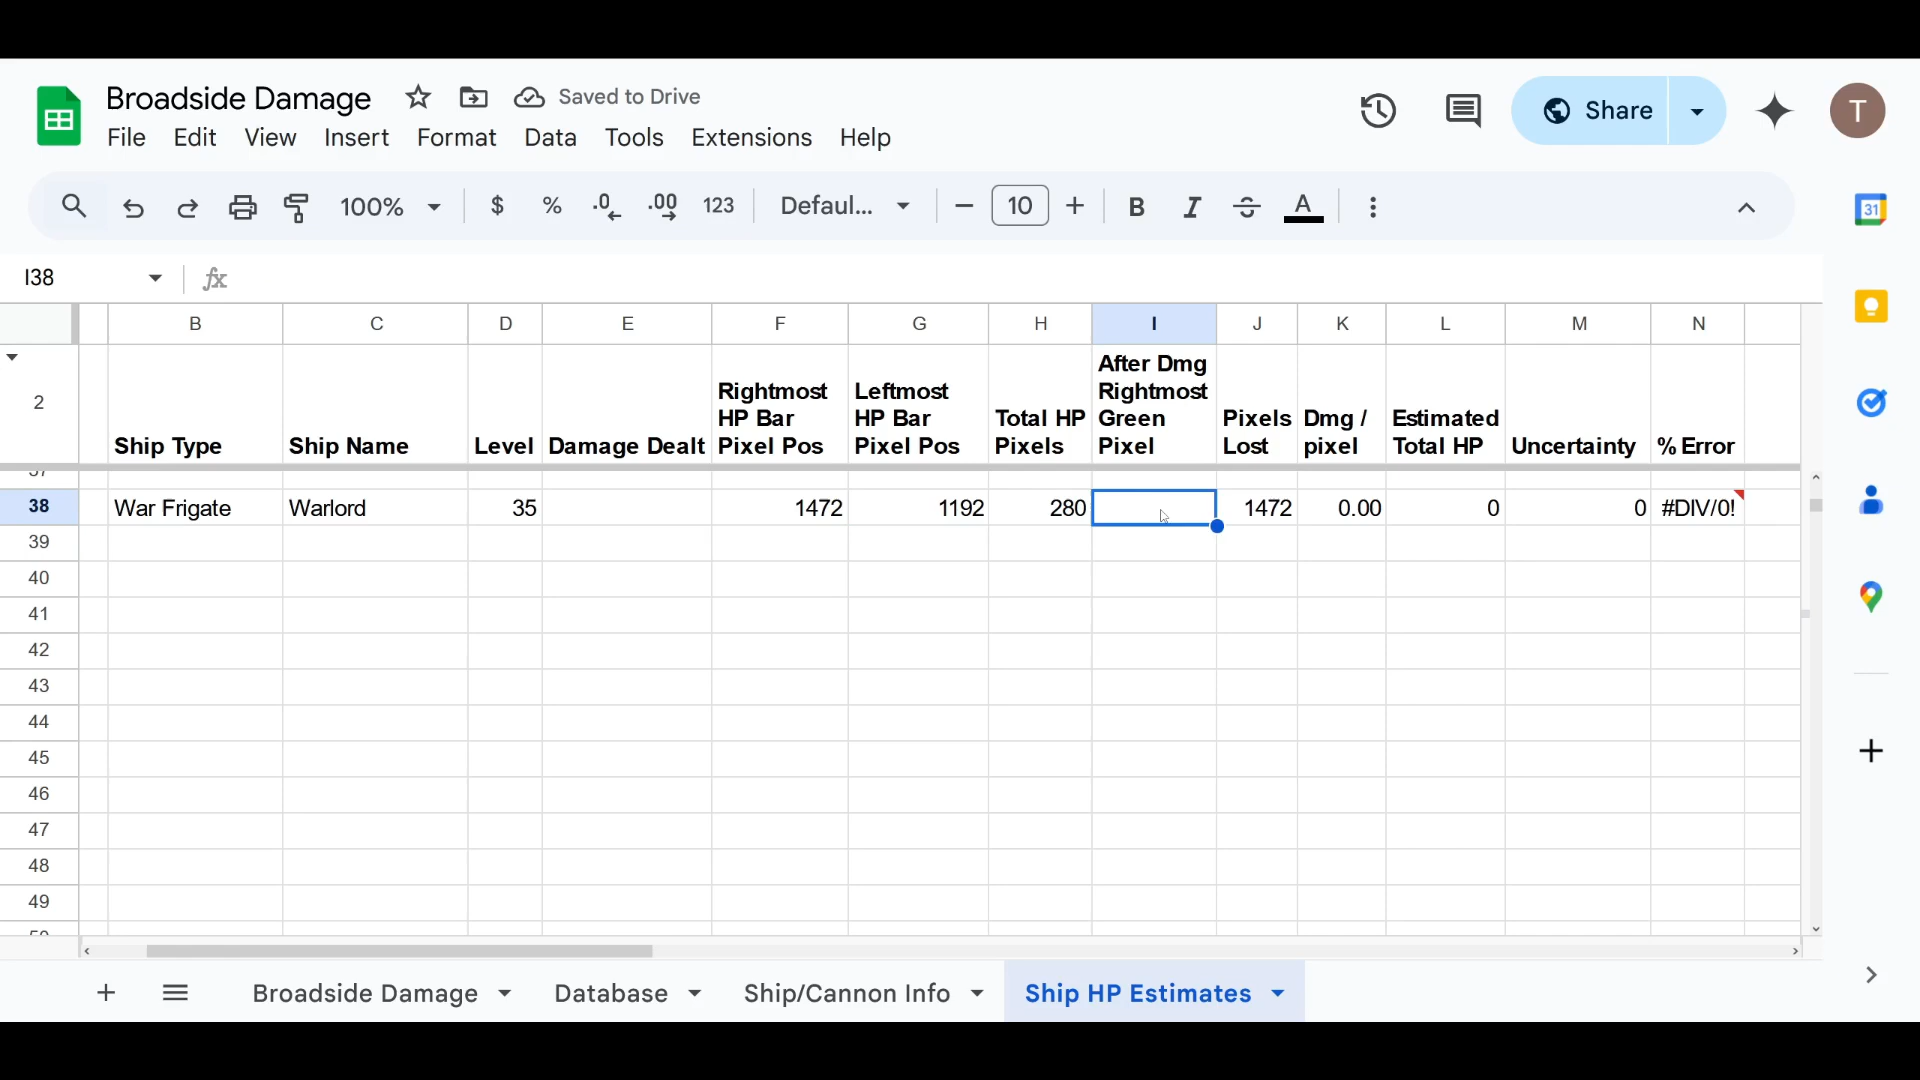 Broadside Damage Saved to Drive
File Edit View Insert Format Data Tools Extensions Help
Share
T
100% $ % .0 .00 123 Defaul... 10 B I S A
31
I38 fx
B C D E F G H I J K L M N
2 Ship Type Ship Name Level Damage Dealt Rightmost HP Bar Pixel Pos Leftmost HP Bar Pixel Pos Total HP Pixels After Dmg Rightmost Green Pixel Pixels Lost Dmg / pixel Estimated Total HP Uncertainty % Error
37
38 War Frigate Warlord 35 1472 1192 280 1472 0.00 0 0 #DIV/0!
39
40
41
42
43
44
45
46
47
48
49
50
Broadside Damage Database Ship/Cannon Info Ship HP Estimates